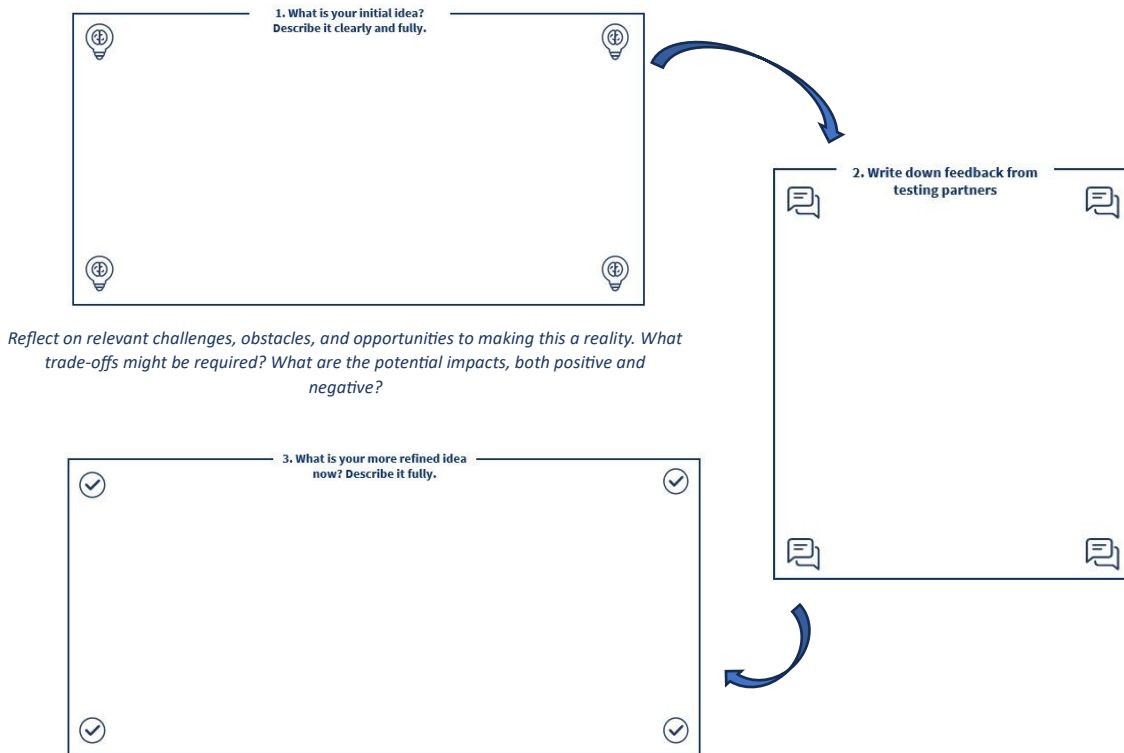 1. What is your initial idea?
Describe it clearly and fully.
2. Write down feedback from
testing partners
Reflect on relevant challenges, obstacles, and opportunities to making this a reality. What
trade-offs might be required? What are the potential impacts, both positive and
negative?
3. What is your more refined idea
now? Describe it fully.